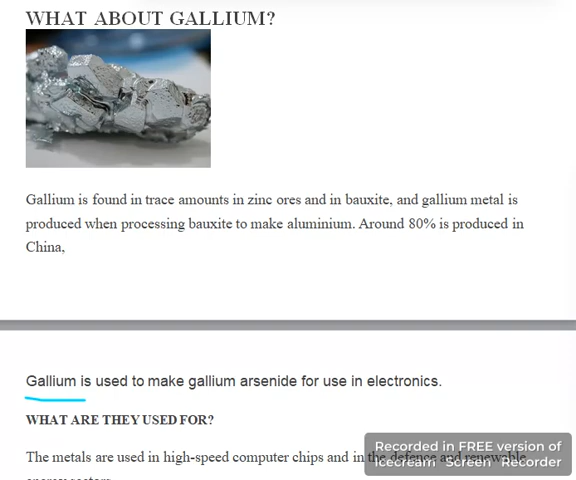 WHAT ABOUT GALLIUM?
Gallium is found in trace amounts in zinc ores and in bauxite, and gallium metal is
produced when processing bauxite to make aluminium. Around 80% is produced in
China,
Gallium is used to make gallium arsenide for use in electronics.
WHAT ARE THEY USED FOR?
The metals are used in high-speed computer chips and in the defence and renewable
Recorded in FREE version of
Icecream Screen Recorder